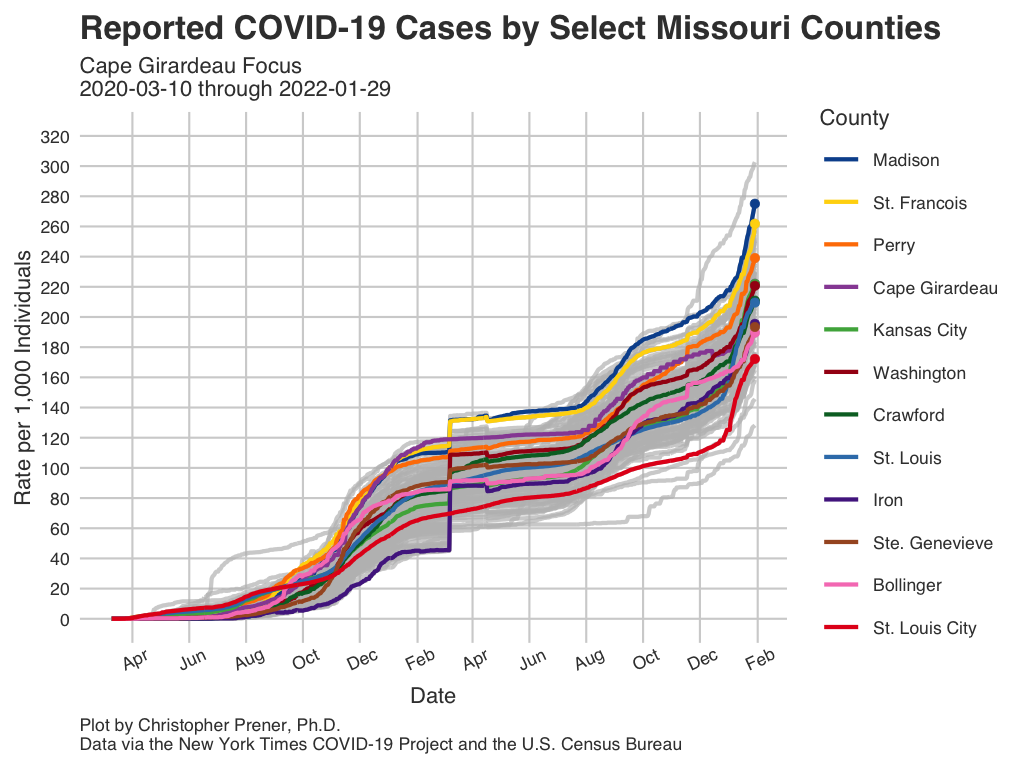 Reported COVID-19 Cases by Select Missouri Counties
Cape Girardeau Focus
2020-03-10 through 2022-01-29
County
Madison
St. Francois
Perry
Cape Girardeau
Kansas City
Washington
Crawford
St. Louis
Iron
Ste. Genevieve
Bollinger
St. Louis City
Rate per 1,000 Individuals
320
300
280
260
240
220
200
180
160
140
120
100
80
60
40
20
0
Apr Jun Aug Oct Dec Feb Apr Jun Aug Oct Dec Feb
Date
Plot by Christopher Prener, Ph.D.
Data via the New York Times COVID-19 Project and the U.S. Census Bureau